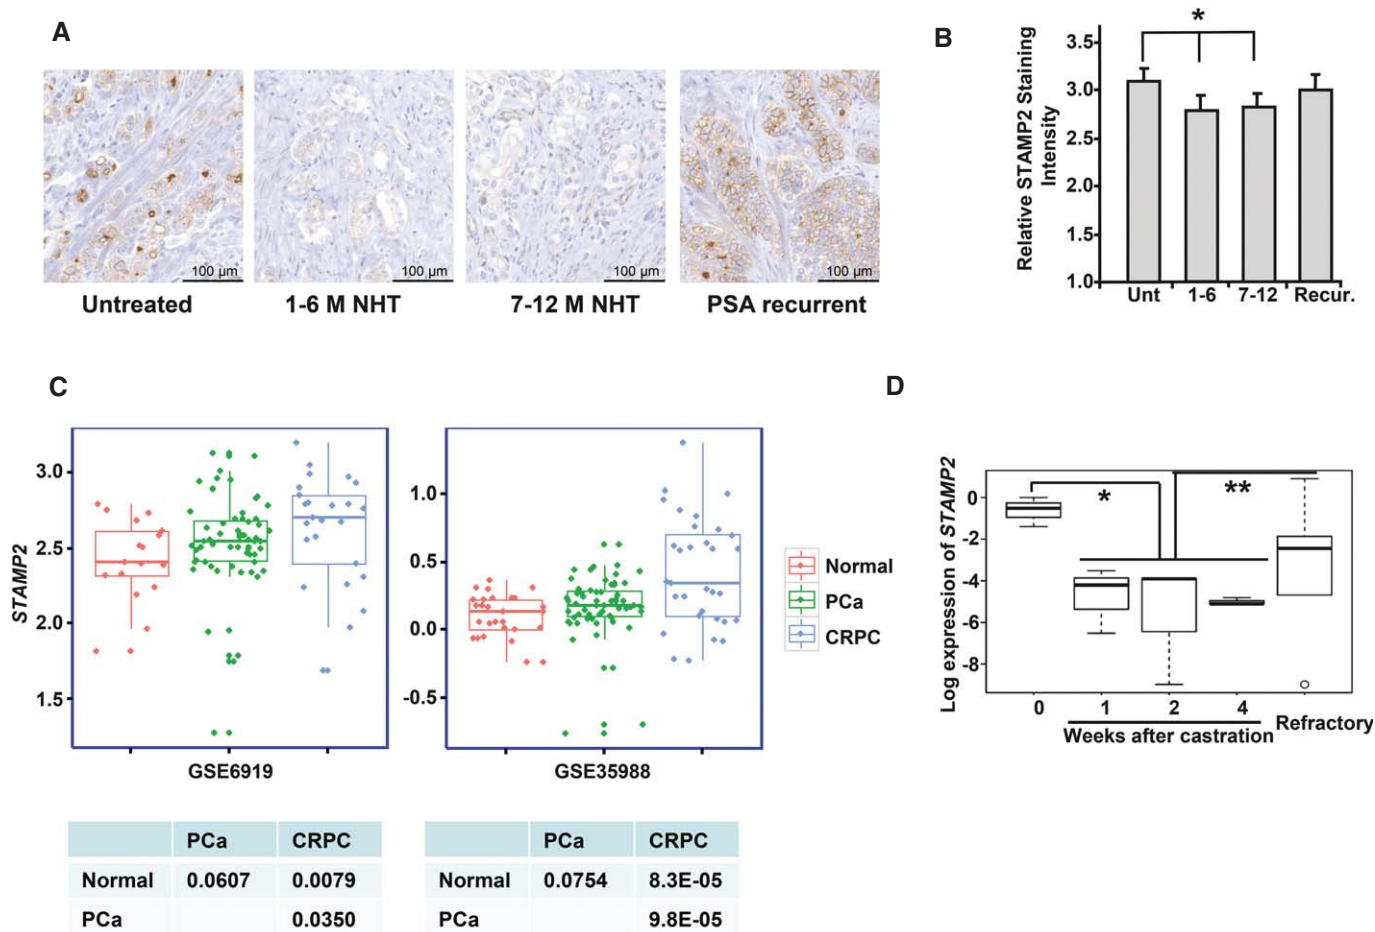 A
100 µm
100 µm
100 µm
100 µm
Untreated
1-6 M NHT
7-12 M NHT
PSA recurrent
B
Relative STAMP2 Staining
Intensity
*
3.5
3.0
2.5
2.0
1.5
1.0
Unt
1-6
7-12
Recur.
C
STAMP2
3.0
2.5
2.0
1.5
GSE6919
1.0
0.5
0.0
-0.5
GSE35988
Normal
PCa
CRPC
PCa CRPC
Normal 0.0607 0.0079
PCa 0.0350
PCa CRPC
Normal 0.0754 8.3E-05
PCa 9.8E-05
D
Log expression of STAMP2
0
-2
-4
-6
-8
*
**
0
1
2
4
Refractory
Weeks after castration